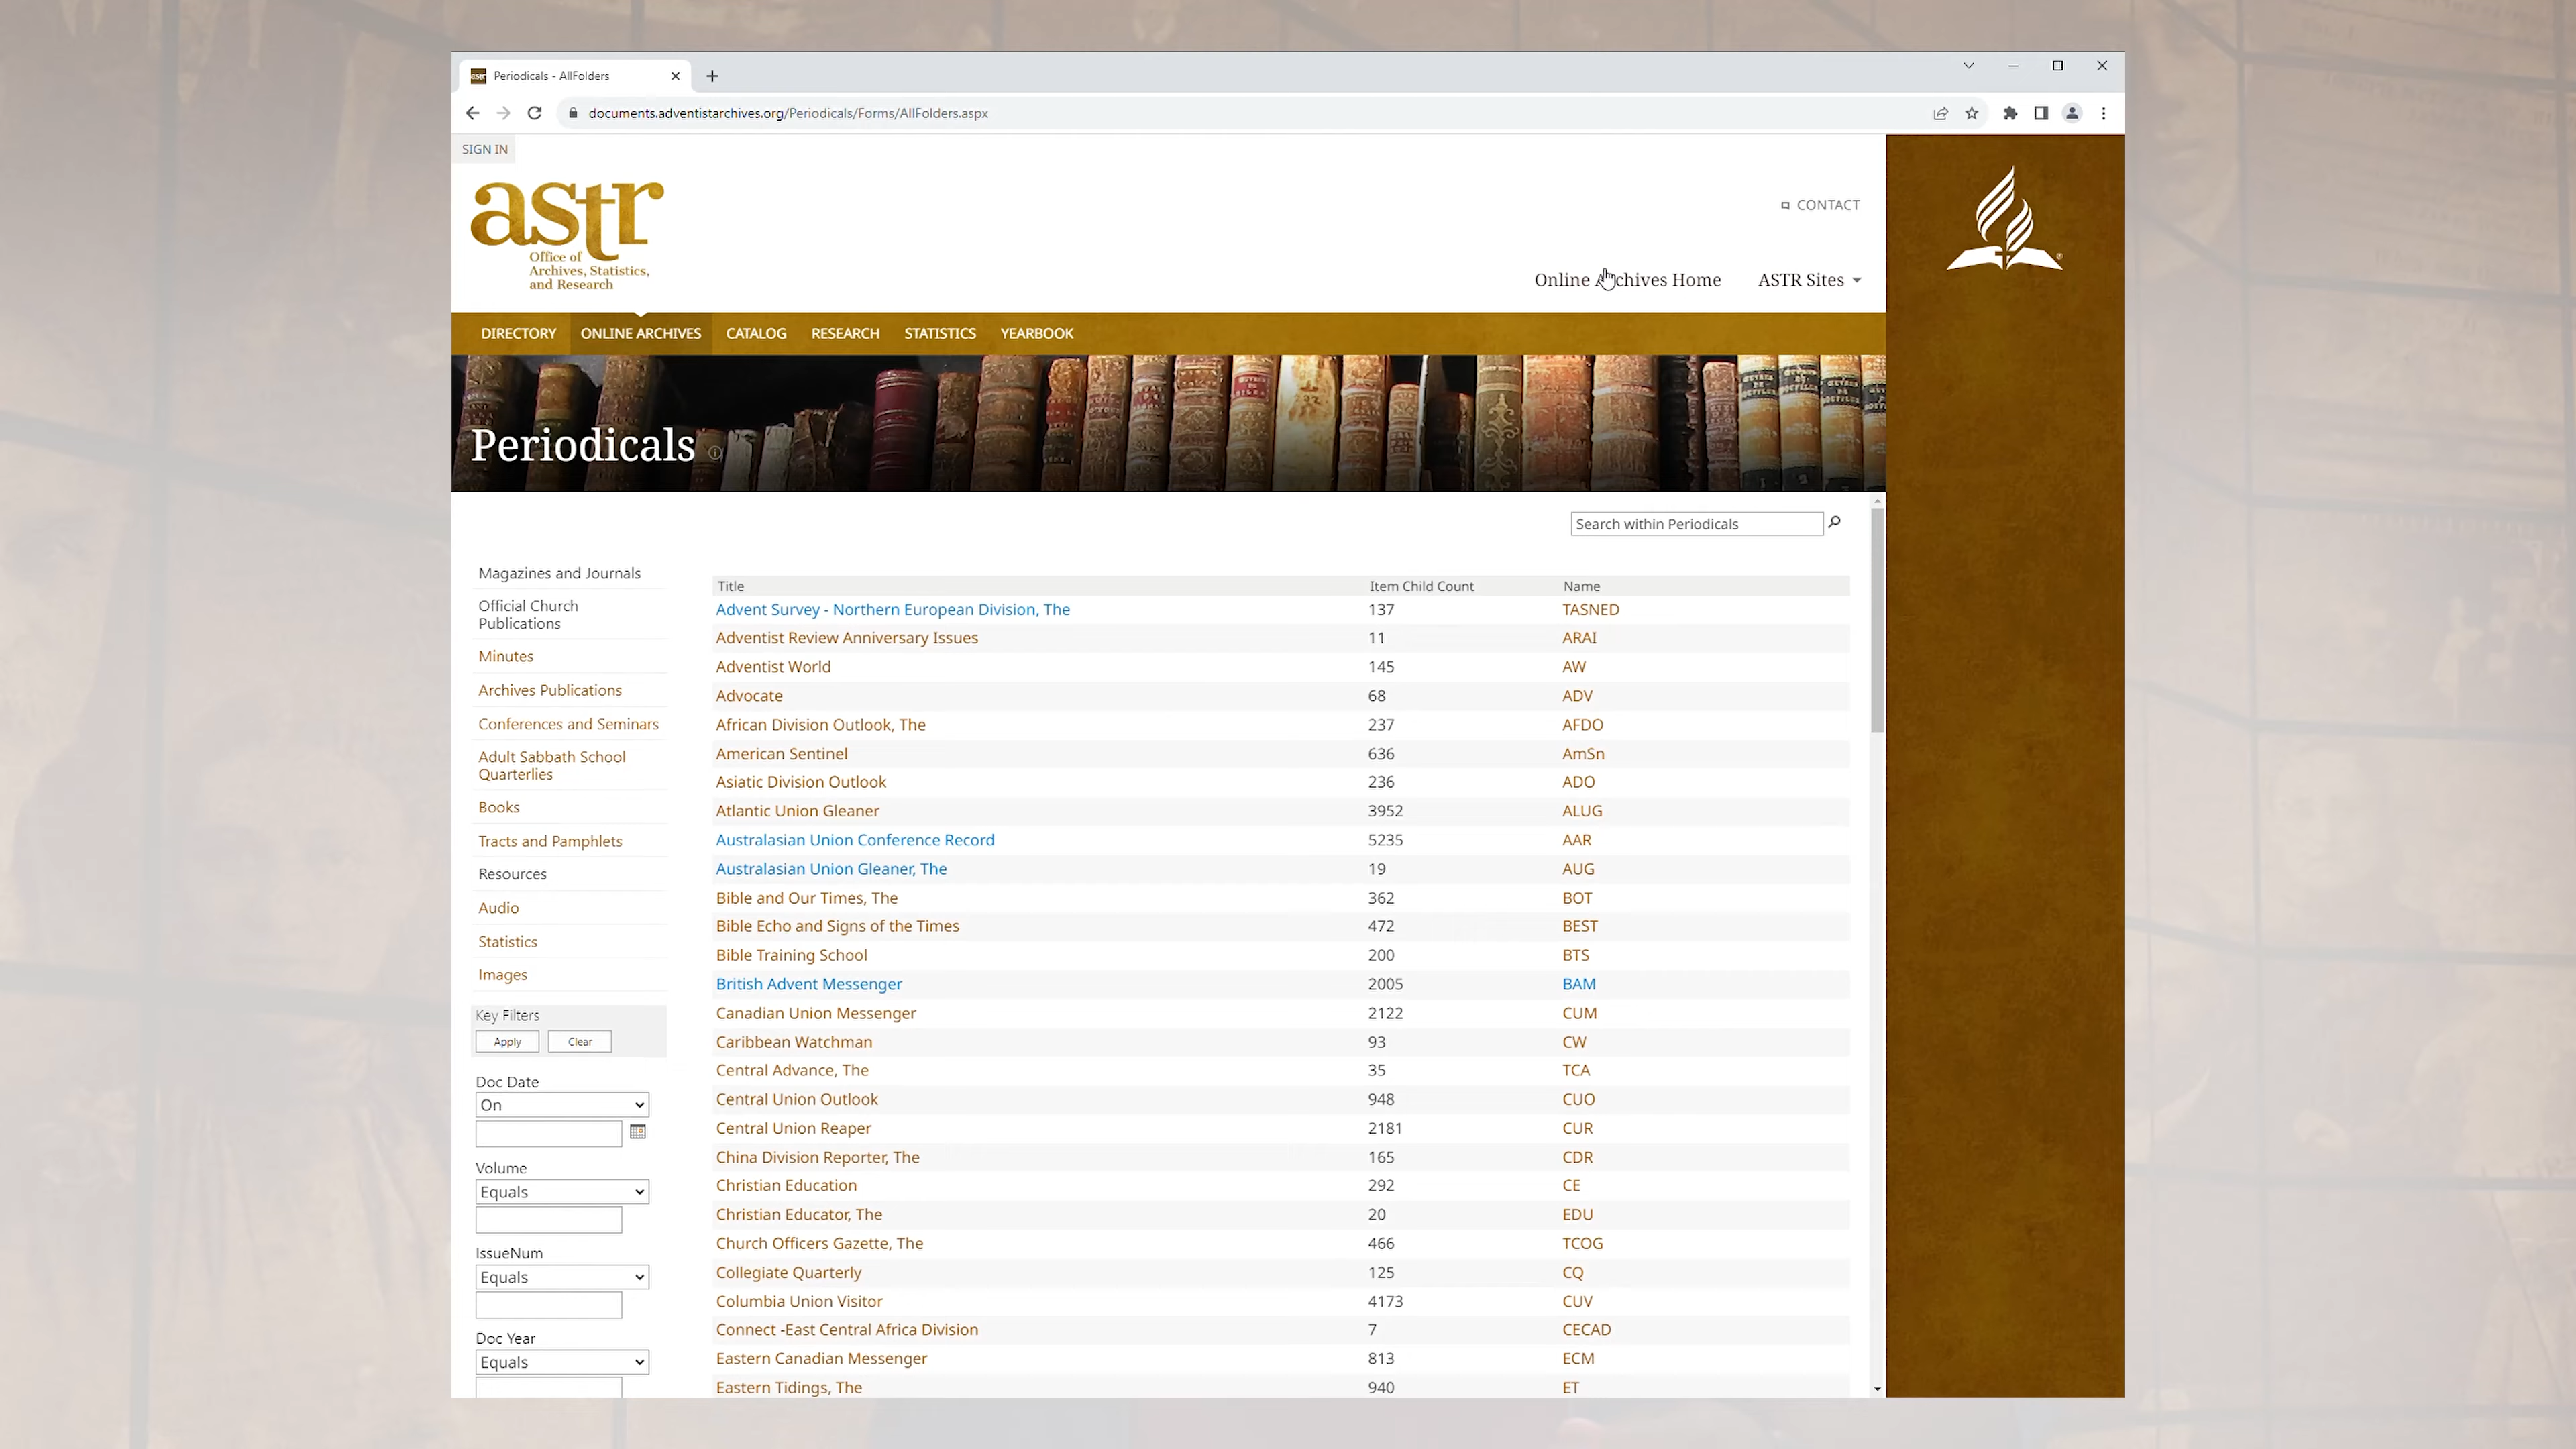 Periodicals - AllFolders
documents.adventistarchives.org/Periodicals/Forms/AllFolders.aspx
SIGN IN
astr
Office of
Archives, Statistics,
and Research
CONTACT
Online Archives Home
ASTR Sites
DIRECTORY ONLINE ARCHIVES CATALOG RESEARCH STATISTICS YEARBOOK
Periodicals
Search within Periodicals
Magazines and Journals
Official Church
Publications
Minutes
Archives Publications
Conferences and Seminars
Adult Sabbath School
Quarterlies
Books
Tracts and Pamphlets
Resources
Audio
Statistics
Images
Key Filters
Apply Clear
Doc Date
On
Volume
Equals
IssueNum
Equals
Doc Year
Equals
Title Item Child Count Name
Advent Survey - Northern European Division, The 137 TASNED
Adventist Review Anniversary Issues 11 ARAI
Adventist World 145 AW
Advocate 68 ADV
African Division Outlook, The 237 AFDO
American Sentinel 636 AmSn
Asiatic Division Outlook 236 ADO
Atlantic Union Gleaner 3952 ALUG
Australasian Union Conference Record 5235 AAR
Australasian Union Gleaner, The 19 AUG
Bible and Our Times, The 362 BOT
Bible Echo and Signs of the Times 472 BEST
Bible Training School 200 BTS
British Advent Messenger 2005 BAM
Canadian Union Messenger 2122 CUM
Caribbean Watchman 93 CW
Central Advance, The 35 TCA
Central Union Outlook 948 CUO
Central Union Reaper 2181 CUR
China Division Reporter, The 165 CDR
Christian Education 292 CE
Christian Educator, The 20 EDU
Church Officers Gazette, The 466 TCOG
Collegiate Quarterly 125 CQ
Columbia Union Visitor 4173 CUV
Connect -East Central Africa Division 7 CECAD
Eastern Canadian Messenger 813 ECM
Eastern Tidings, The 940 ET